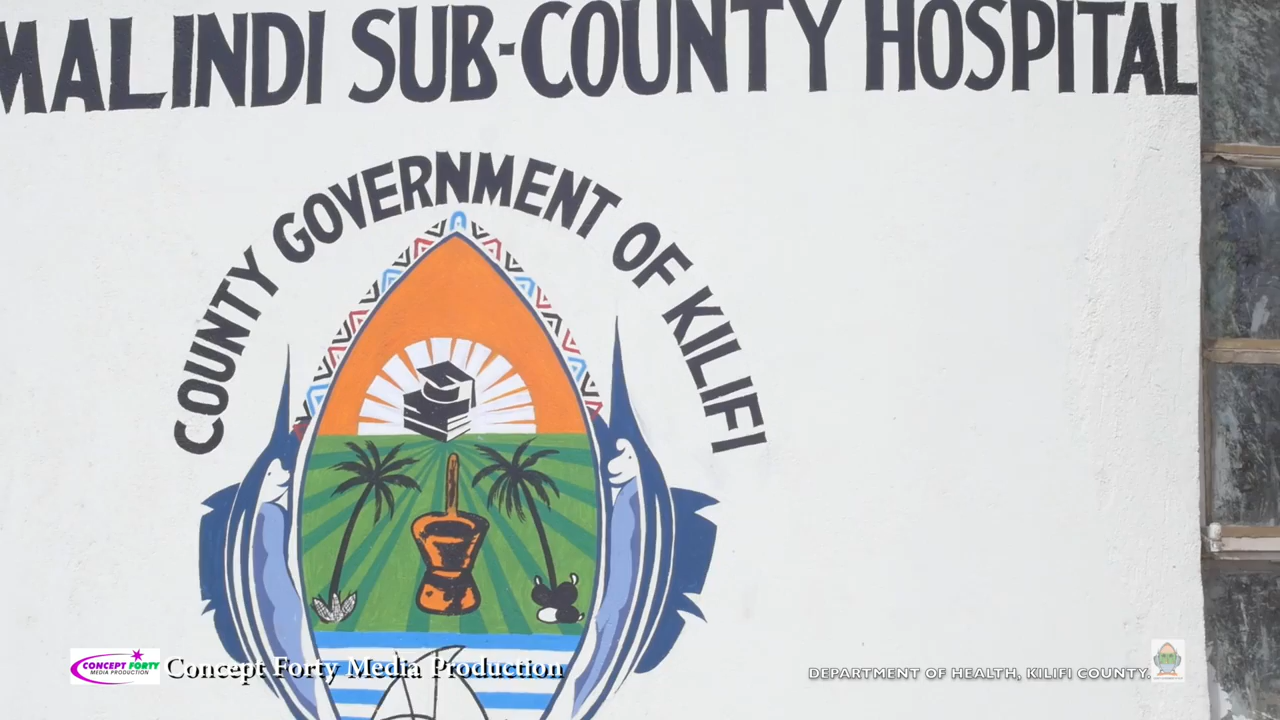 MALINDI SUB-COUNTY HOSPITAL
COUNTY GOVERNMENT OF KILIFI
CONCEPT FORTY
MEDIA PRODUCTION
Concept Forty Media Production
DEPARTMENT OF HEALTH, KILIFI COUNTY.